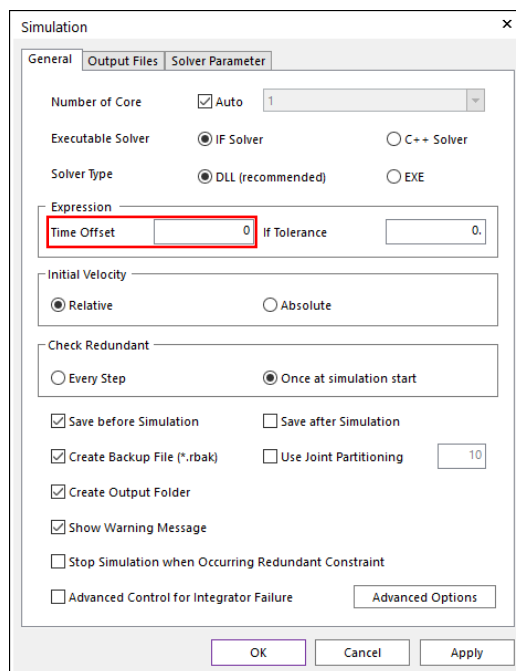 Simulation
General Output Files Solver Parameter
Number of Core Auto 1
Executable Solver IF Solver C++ Solver
Solver Type DLL (recommended) EXE
Expression
Time Offset 0 If Tolerance 0.
Initial Velocity
Relative Absolute
Check Redundant
Every Step Once at simulation start
Save before Simulation Save after Simulation
Create Backup File (*.rbak) Use Joint Partitioning 10
Create Output Folder
Show Warning Message
Stop Simulation when Occurring Redundant Constraint
Advanced Control for Integrator Failure Advanced Options
OK Cancel Apply